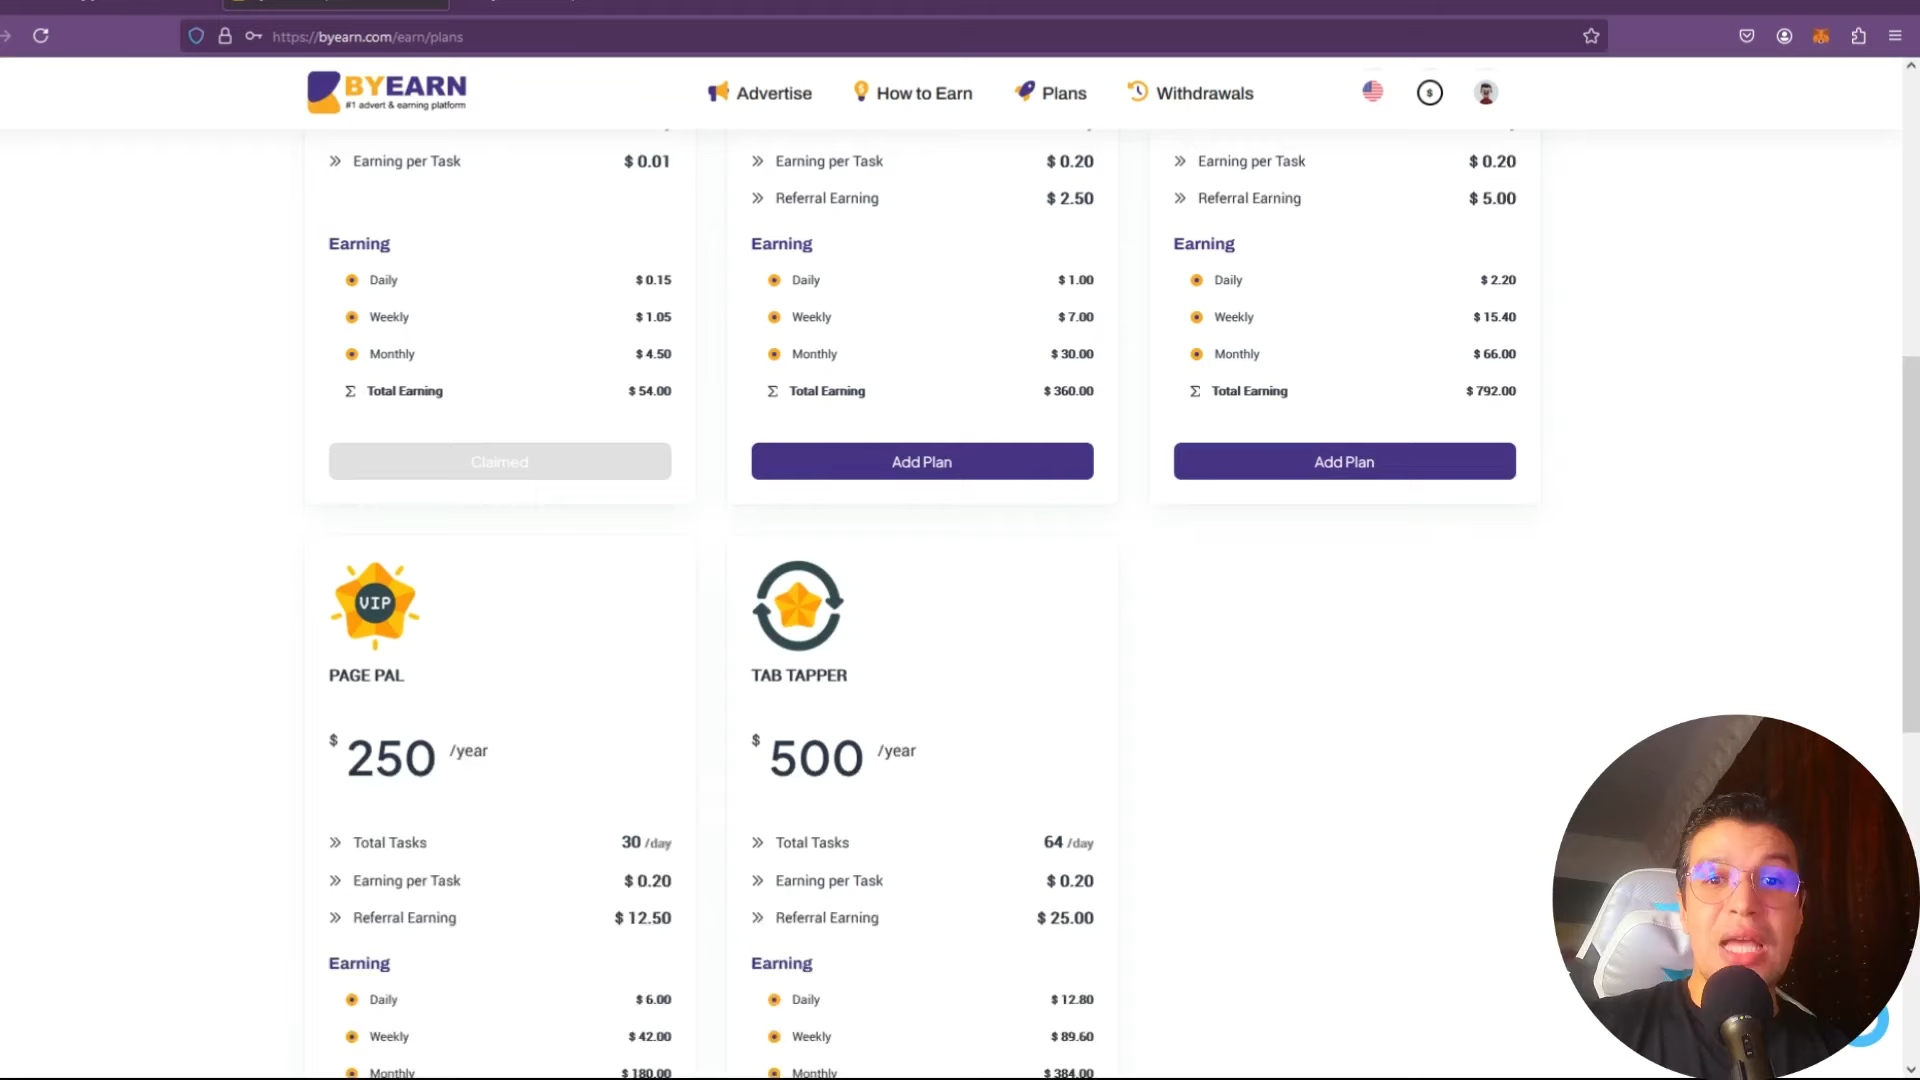 https://byearn.com/earn/plans
BYEARN
#1 advert & earning platform
Advertise
How to Earn
Plans
Withdrawals
Earning per Task $ 0.01
Earning
Daily $ 0.15
Weekly $ 1.05
Monthly $ 4.50
Total Earning $ 54.00
Claimed
Earning per Task $ 0.20
Referral Earning $ 2.50
Earning
Daily $ 1.00
Weekly $ 7.00
Monthly $ 30.00
Total Earning $ 360.00
Add Plan
Earning per Task $ 0.20
Referral Earning $ 5.00
Earning
Daily $ 2.20
Weekly $ 15.40
Monthly $ 66.00
Total Earning $ 792.00
Add Plan
VIP
PAGE PAL
$ 250 /year
Total Tasks 30 /day
Earning per Task $ 0.20
Referral Earning $ 12.50
Earning
Daily $ 6.00
Weekly $ 42.00
Monthly $ 180.00
TAB TAPPER
$ 500 /year
Total Tasks 64 /day
Earning per Task $ 0.20
Referral Earning $ 25.00
Earning
Daily $ 12.80
Weekly $ 89.60
Monthly $ 384.00